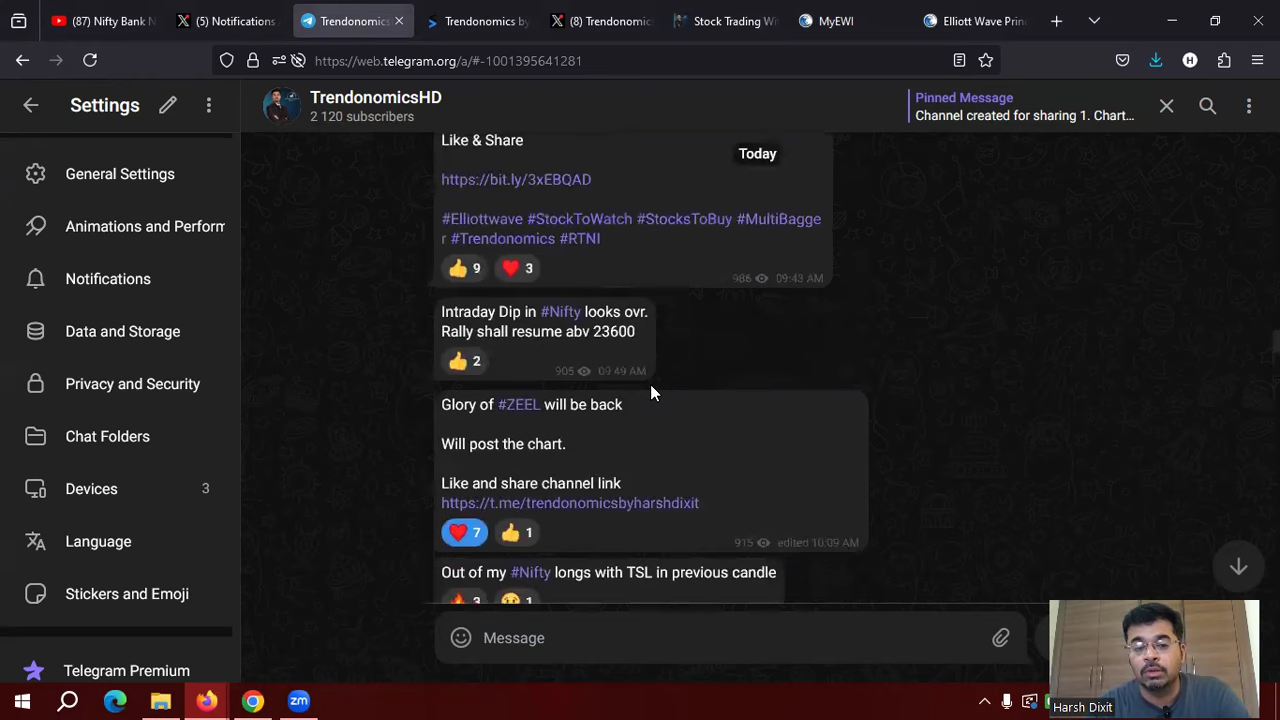 (87) Nifty Bank N
(5) Notifications
Trendonomics
Trendonomics by
(8) Trendonomic
Stock Trading Wi
MyEWI
Elliott Wave Prin
https://web.telegram.org/a/#-1001395641281
H
Settings
General Settings
Animations and Perform
Notifications
Data and Storage
Privacy and Security
Chat Folders
Devices
3
Language
Stickers and Emoji
Telegram Premium
TrendonomicsHD
2 120 subscribers
Pinned Message
Channel created for sharing 1. Chart...
Today
Like & Share
https://bit.ly/3xEBQAD
#Elliottwave #StockToWatch #StocksToBuy #MultiBagge
r #Trendonomics #RTNI
👍 9 ❤️ 3
986 09:43 AM
Intraday Dip in #Nifty looks ovr.
Rally shall resume abv 23600
👍 2
905 09:49 AM
Glory of #ZEEL will be back
Will post the chart.
Like and share channel link
https://t.me/trendonomicsbyharshdixit
❤️ 7 👍 1
915 edited 10:09 AM
Out of my #Nifty longs with TSL in previous candle
🔥 3 😢 1
Message
zm
Harsh Dixit